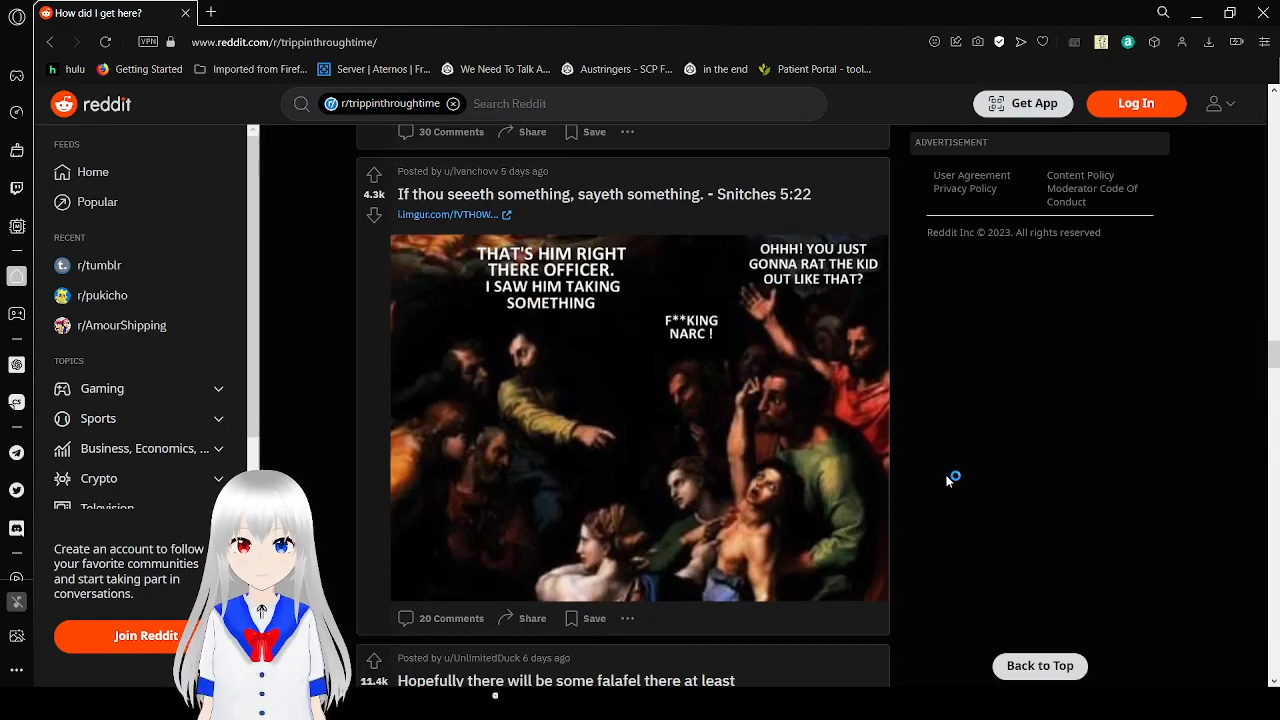 How did I get here?
VPN
www.reddit.com/r/trippinthroughtime/
hulu
Getting Started
Imported from Firef...
Server | Aternos | Fr...
We Need To Talk A...
Austringers - SCP F...
in the end
Patient Portal - tool...
reddit
r/trippinthroughtime
Search Reddit
Get App
Log In
FEEDS
Home
Popular
RECENT
r/tumblr
r/pukicho
r/AmourShipping
TOPICS
Gaming
Sports
Business, Economics, ...
Crypto
Television
Create an account to follow
your favorite communities
and start taking part in
conversations.
Join Reddit
30 Comments
Share
Save
Posted by u/Ivanchovv 5 days ago
4.3k
If thou seeeth something, sayeth something. - Snitches 5:22
i.imgur.com/fVTH0W...
THAT'S HIM RIGHT
THERE OFFICER.
I SAW HIM TAKING
SOMETHING
F**KING
NARC !
OHHH! YOU JUST
GONNA RAT THE KID
OUT LIKE THAT?
20 Comments
Share
Save
Posted by u/UnlimitedDuck 6 days ago
11.4k
Hopefully there will be some falafel there at least
ADVERTISEMENT
User Agreement
Privacy Policy
Content Policy
Moderator Code Of
Conduct
Reddit Inc © 2023. All rights reserved
Back to Top